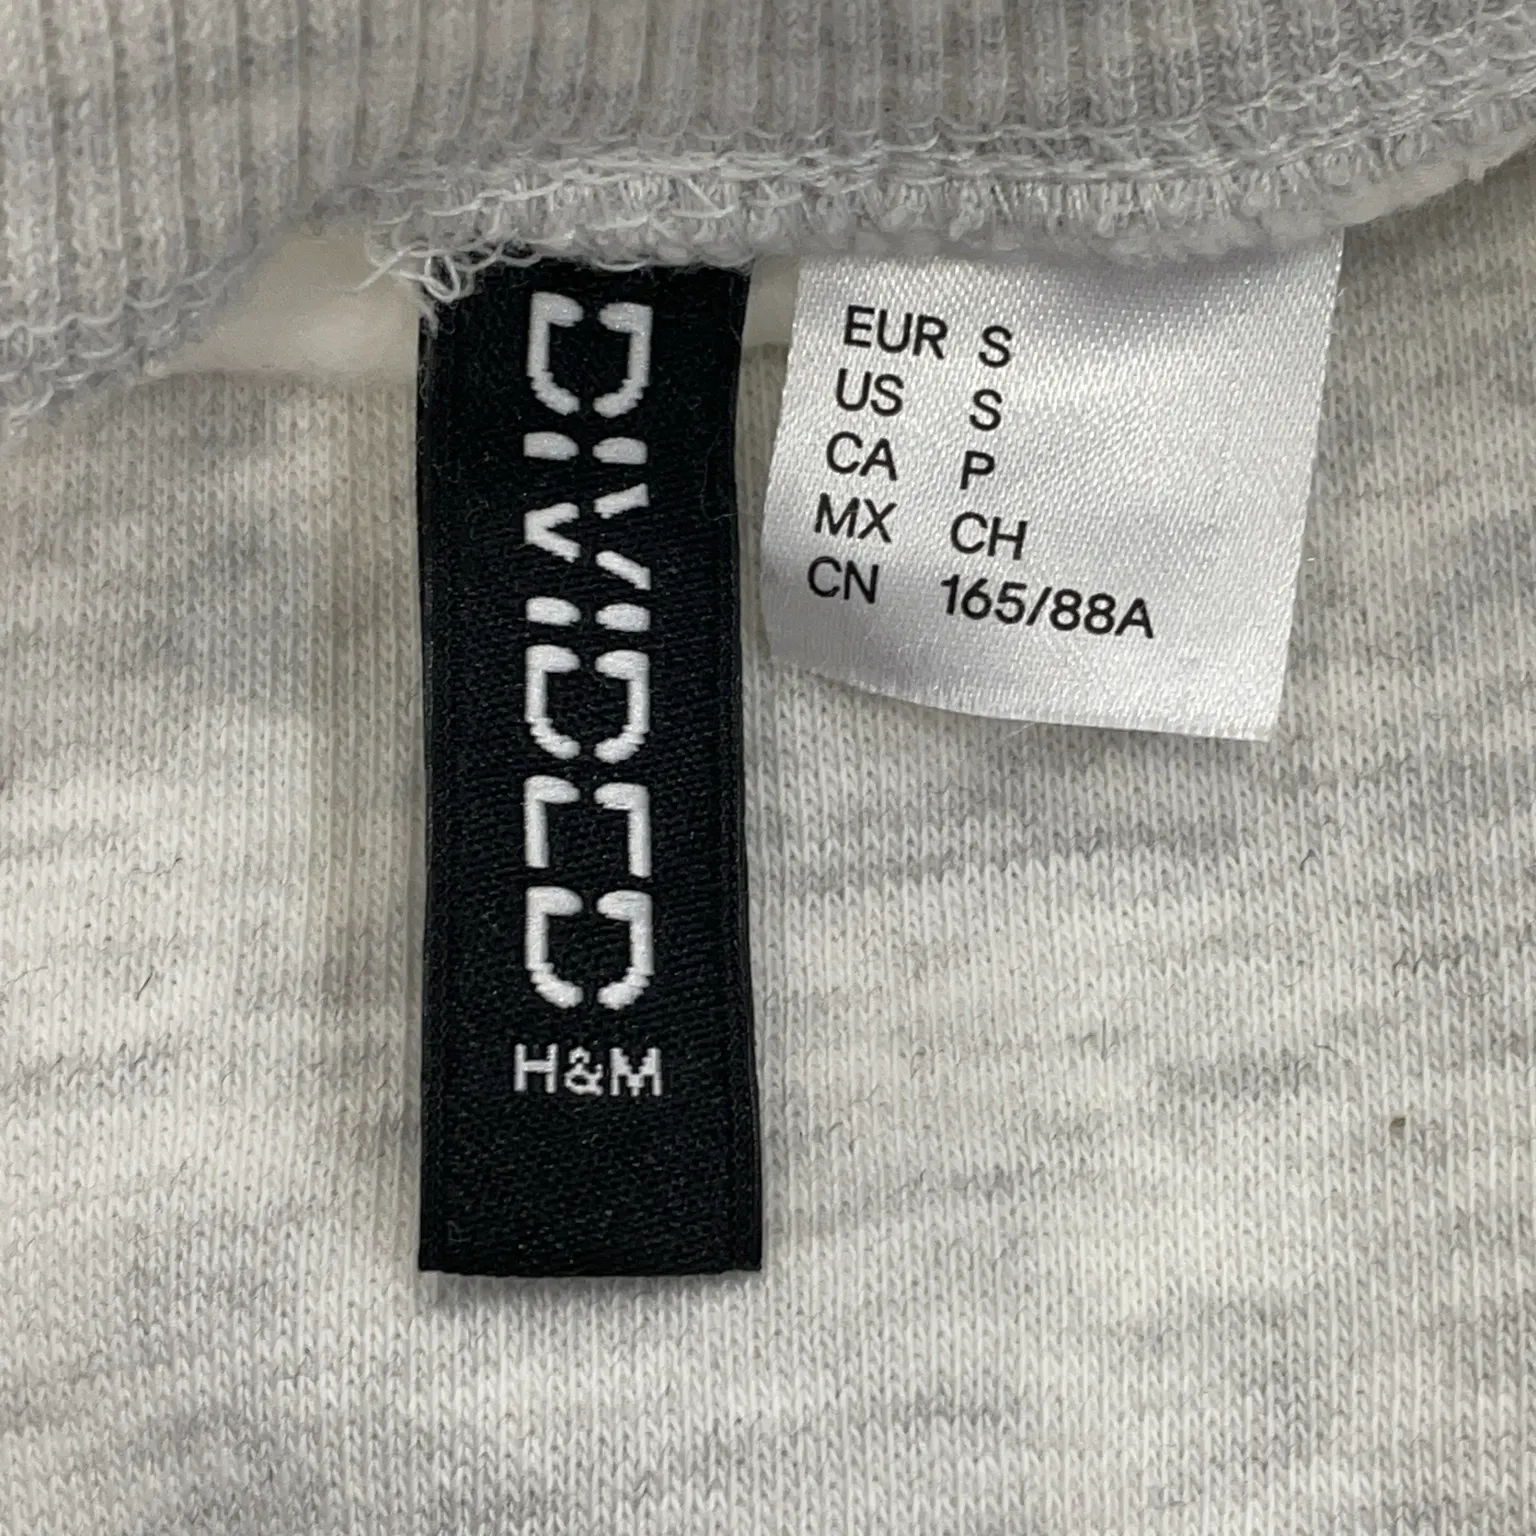 DIVIDED
H&M
EUR S
US S
CA P
MX CH
CN 165/88A